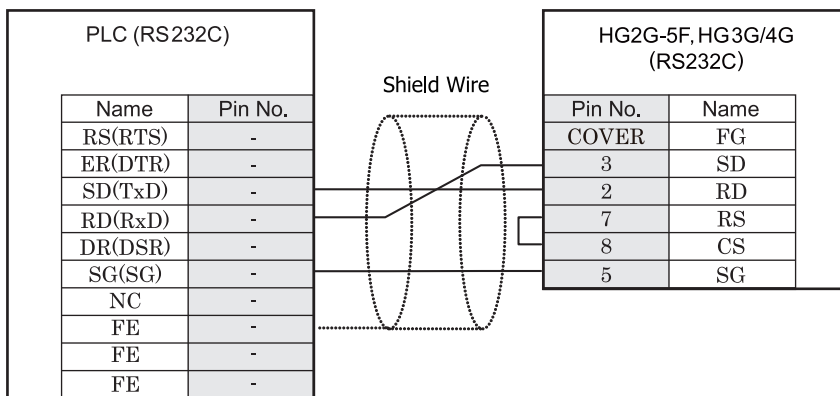 PLC (RS232C)
HG2G-5F, HG3G/4G
(RS232C)
Shield Wire
Name Pin No.
RS(RTS) -
ER(DTR) -
SD(TxD) -
RD(RxD) -
DR(DSR) -
SG(SG) -
NC -
FE -
FE -
FE -
Pin No. Name
COVER FG
3 SD
2 RD
7 RS
8 CS
5 SG